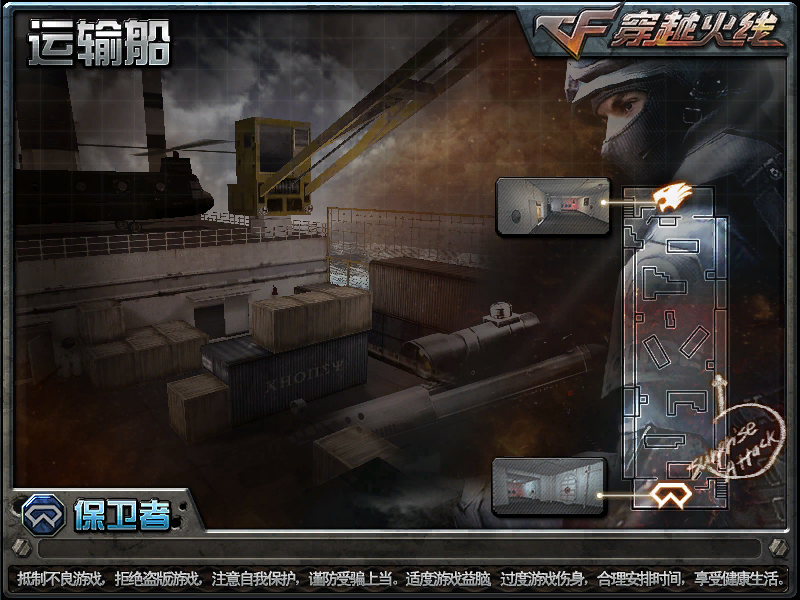 运输船
CF 穿越火线
XHOПSΨ
Surprise
Attack
保卫者
抵制不良游戏，拒绝盗版游戏，注意自我保护，谨防受骗上当。适度游戏益脑 过度游戏伤身，合理安排时间，享受健康生活。